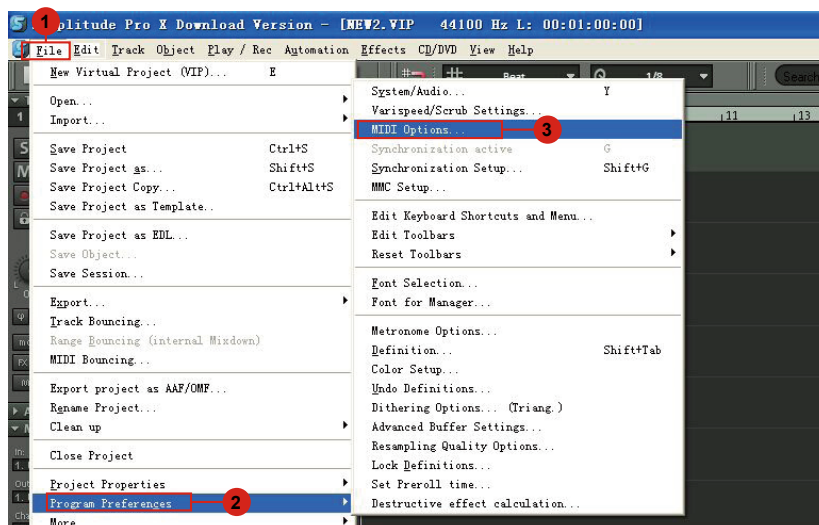 plitude Pro X Download Version - [NEW2.VIP 44100 Hz L: 00:01:00:00]
1
File Edit Track Object Play / Rec Automation Effects CD/DVD View Help
Beat
1/8
Search
11
13
New Virtual Project (VIP)... E
Open...
Import...
Save Project Ctrl+S
Save Project as... Shift+S
Save Project Copy... Ctrl+Alt+S
Save Project as Template..
Save Project as EDL...
Save Object...
Save Session...
Export...
Track Bouncing...
Range Bouncing (internal Mixdown)
MIDI Bouncing...
Export project as AAF/OMF...
Rename Project...
Clean up
Close Project
Project Properties
Program Preferences
2
More
System/Audio... Y
Varispeed/Scrub Settings...
MIDI Options...
3
Synchronization active G
Synchronization Setup... Shift+G
MMC Setup...
Edit Keyboard Shortcuts and Menu...
Edit Toolbars
Reset Toolbars
Font Selection...
Font for Manager...
Metronome Options...
Definition... Shift+Tab
Color Setup...
Undo Definitions...
Dithering Options... (Triang.)
Advanced Buffer Settings...
Resampling Quality Options...
Lock Definitions...
Set Preroll time...
Destructive effect calculation...